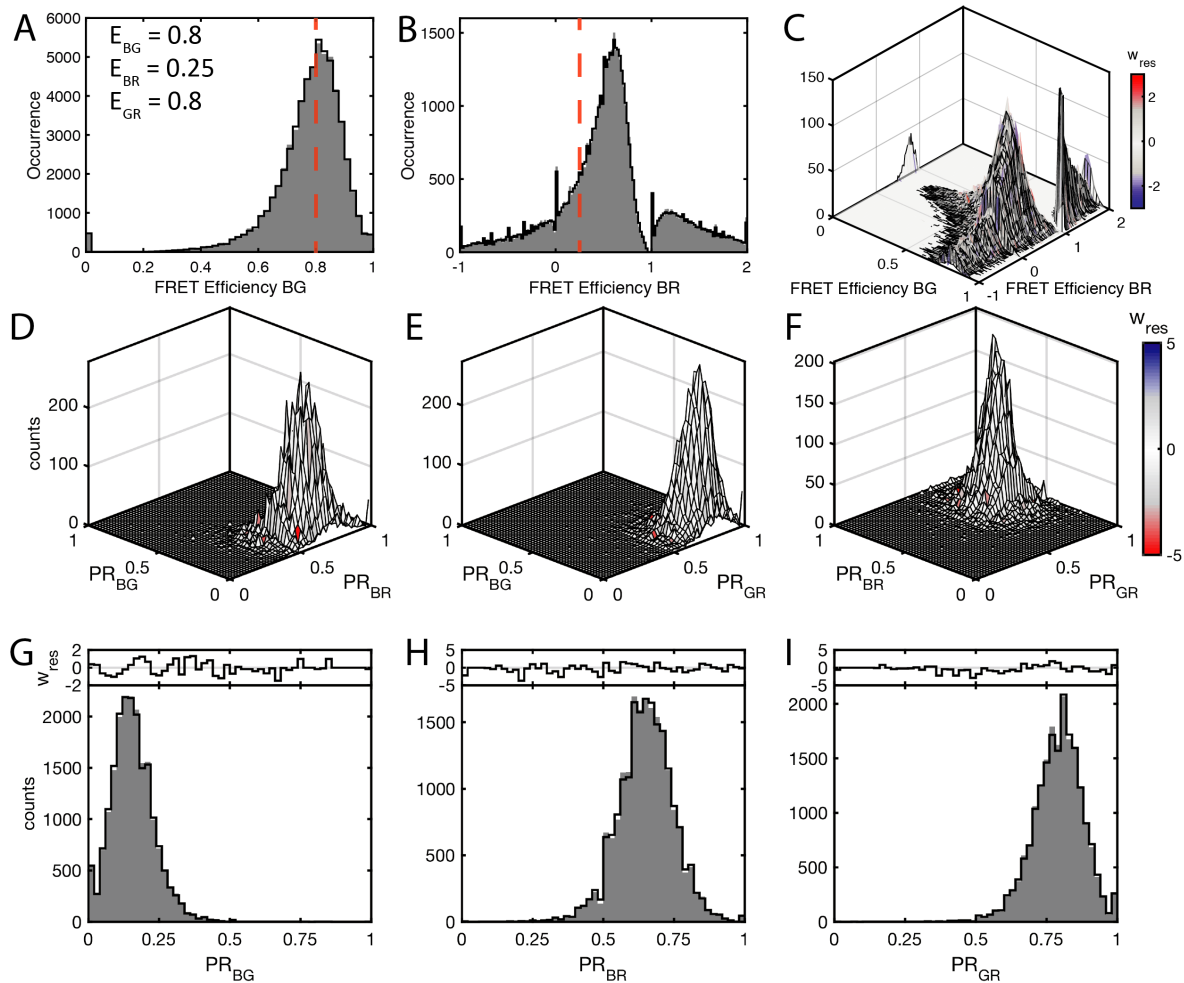 A
E_BG = 0.8
E_BR = 0.25
E_GR = 0.8
Occurrence
6000
5000
4000
3000
2000
1000
0
0 0.2 0.4 0.6 0.8 1
FRET Efficiency BG
B
Occurrence
1500
1000
500
0
-1 0 1 2
FRET Efficiency BR
C
150
100
50
0
0 0.5 1
-1 0 1 2
FRET Efficiency BG
FRET Efficiency BR
w_res
2
0
-2
D
counts
200
100
0
1 0.5 0
0 0.5 1
PR_BG
PR_BR
E
200
100
0
1 0.5 0
0 0.5 1
PR_BG
PR_GR
F
200
150
100
50
0
1 0.5 0
0 0.5 1
PR_BR
PR_GR
w_res
5
0
-5
G
w_res
2
0
-2
counts
2000
1500
1000
500
0
0 0.25 0.5 0.75 1
PR_BG
H
5
0
-5
1500
1000
500
0
0 0.25 0.5 0.75 1
PR_BR
I
5
0
-5
2000
1500
1000
500
0
0 0.25 0.5 0.75 1
PR_GR